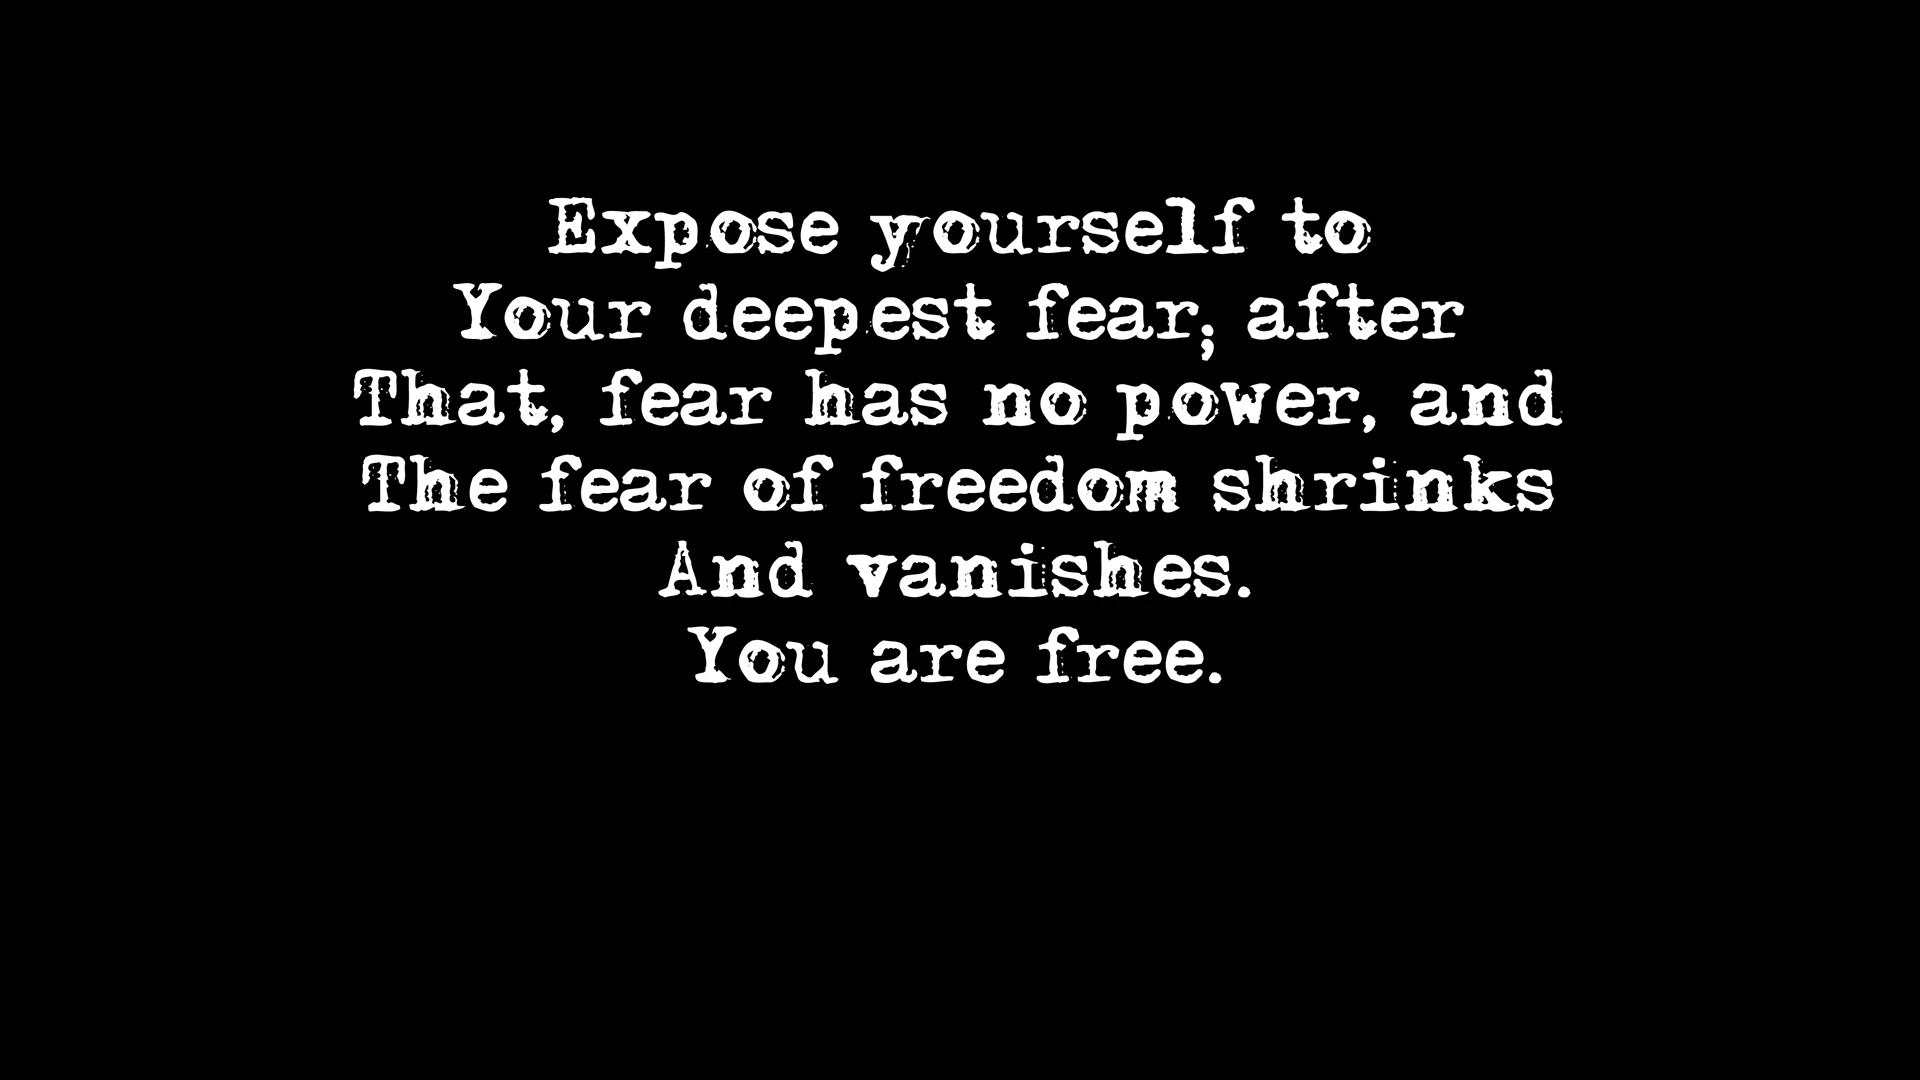 Expose yourself to
Your deepest fear; after
That, fear has no power, and
The fear of freedom shrinks
And vanishes.
You are free.